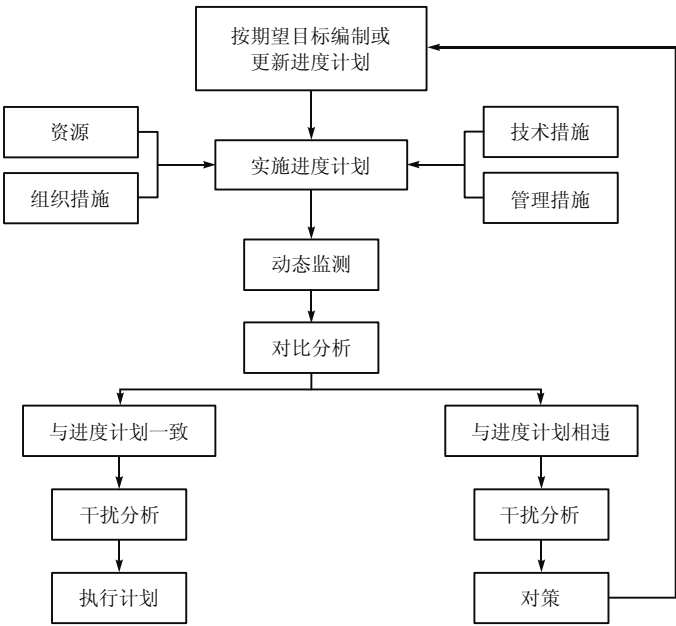 按期望目标编制或
更新进度计划
资源
技术措施
实施进度计划
组织措施
管理措施
动态监测
对比分析
与进度计划一致
与进度计划相违
干扰分析
干扰分析
执行计划
对策